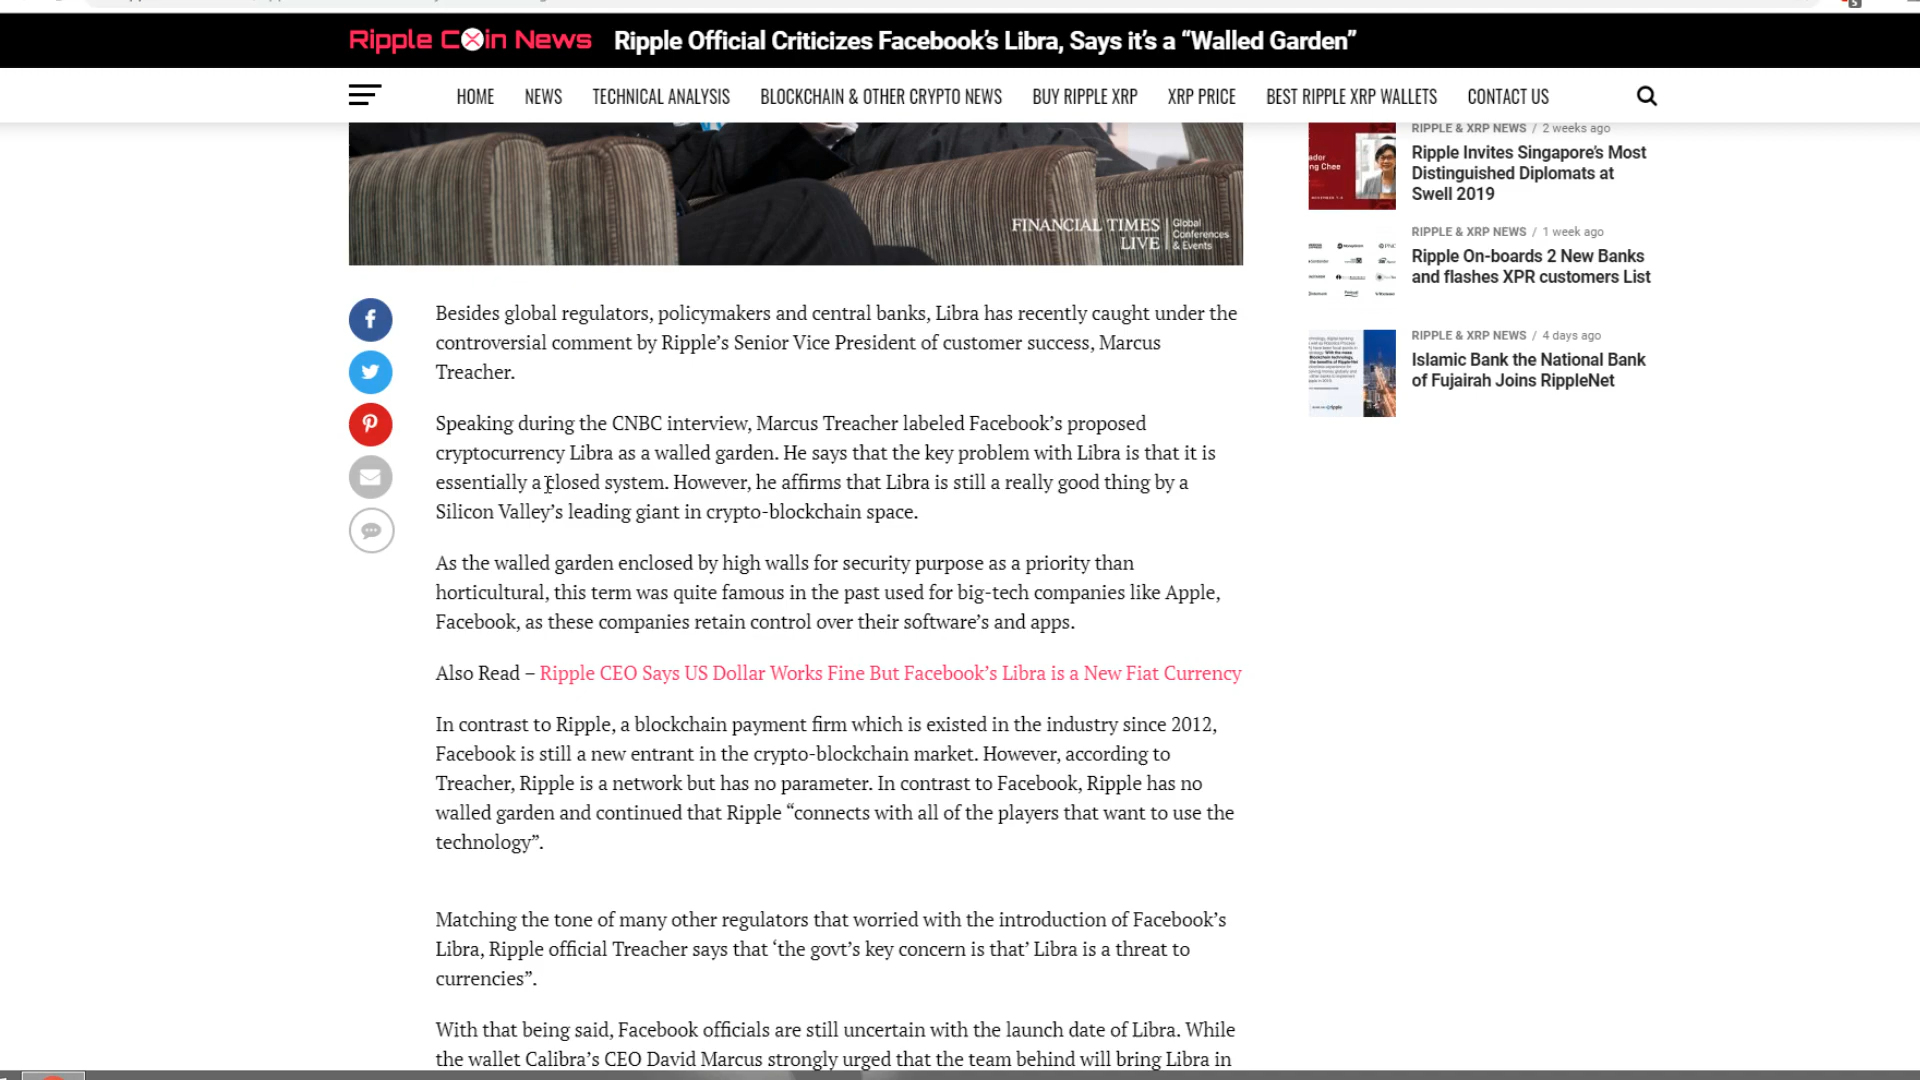 Ripple Coin News Ripple Official Criticizes Facebook's Libra, Says it's a “Walled Garden”
HOME NEWS TECHNICAL ANALYSIS BLOCKCHAIN & OTHER CRYPTO NEWS BUY RIPPLE XRP XRP PRICE BEST RIPPLE XRP WALLETS CONTACT US
FINANCIAL TIMES
LIVE
Global
Conferences
& Events
Besides global regulators, policymakers and central banks, Libra has recently caught under the
controversial comment by Ripple’s Senior Vice President of customer success, Marcus
Treacher.
Speaking during the CNBC interview, Marcus Treacher labeled Facebook’s proposed
cryptocurrency Libra as a walled garden. He says that the key problem with Libra is that it is
essentially a closed system. However, he affirms that Libra is still a really good thing by a
Silicon Valley’s leading giant in crypto-blockchain space.
As the walled garden enclosed by high walls for security purpose as a priority than
horticultural, this term was quite famous in the past used for big-tech companies like Apple,
Facebook, as these companies retain control over their software’s and apps.
Also Read – Ripple CEO Says US Dollar Works Fine But Facebook’s Libra is a New Fiat Currency
In contrast to Ripple, a blockchain payment firm which is existed in the industry since 2012,
Facebook is still a new entrant in the crypto-blockchain market. However, according to
Treacher, Ripple is a network but has no parameter. In contrast to Facebook, Ripple has no
walled garden and continued that Ripple “connects with all of the players that want to use the
technology”.
Matching the tone of many other regulators that worried with the introduction of Facebook’s
Libra, Ripple official Treacher says that ‘the govt’s key concern is that’ Libra is a threat to
currencies”.
With that being said, Facebook officials are still uncertain with the launch date of Libra. While
the wallet Calibra’s CEO David Marcus strongly urged that the team behind will bring Libra in
RIPPLE & XRP NEWS / 2 weeks ago
Ripple Invites Singapore’s Most
Distinguished Diplomats at
Swell 2019
RIPPLE & XRP NEWS / 1 week ago
Ripple On-boards 2 New Banks
and flashes XPR customers List
RIPPLE & XRP NEWS / 4 days ago
Islamic Bank the National Bank
of Fujairah Joins RippleNet